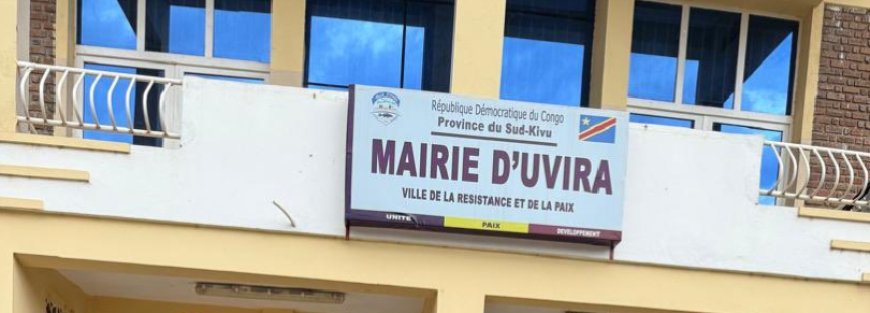 République Démocratique du Congo
Province du Sud-Kivu
MAIRIE D'UVIRA
VILLE DE LA RESISTANCE ET DE LA PAIX
UNITE PAIX DEVELOPPEMENT